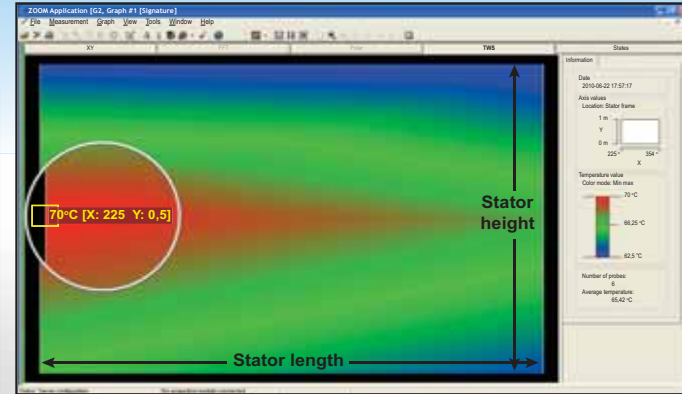 ZOOM Application [G2, Graph #1 [Signature]
File Measurement Graph View Tools Window Help
XY
TWS
States
Information
Date
2010-06-22 17:57:17
Axis values
Location: Stator frame
1 m
Y
0 m
225 ° 354 °
X
Temperature value
Color mode: Min max
70 °C
66,25 °C
62,5 °C
Number of probes:
6
Average temperature:
65,42 °C
70°C [X: 225 Y: 0,5]
Stator
height
Stator length